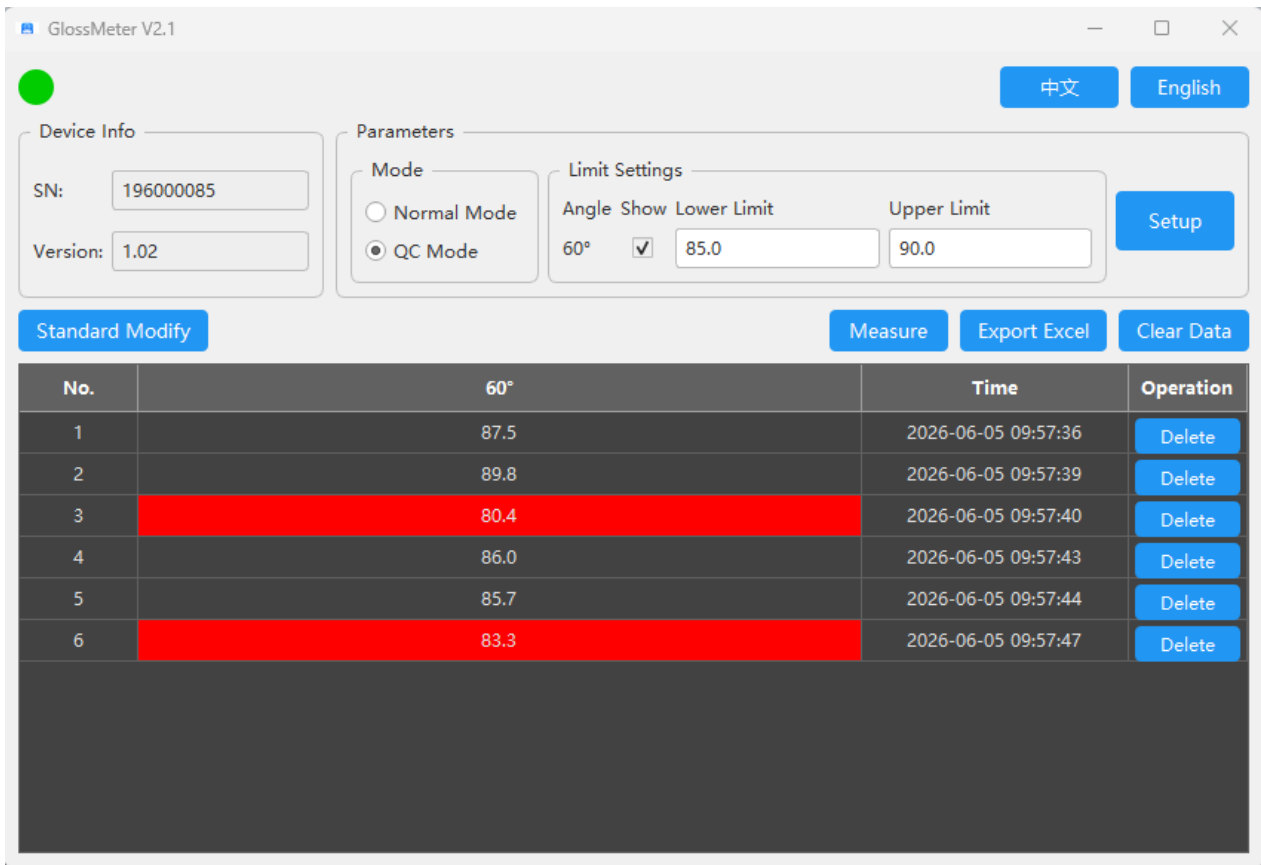 GlossMeter V2.1
中文 English
Device Info
SN: 196000085
Version: 1.02
Parameters
Mode
Normal Mode
QC Mode
Limit Settings
Angle Show Lower Limit Upper Limit
60° 85.0 90.0
Setup
Standard Modify Measure Export Excel Clear Data
No. 60° Time Operation
1 87.5 2026-06-05 09:57:36 Delete
2 89.8 2026-06-05 09:57:39 Delete
3 80.4 2026-06-05 09:57:40 Delete
4 86.0 2026-06-05 09:57:43 Delete
5 85.7 2026-06-05 09:57:44 Delete
6 83.3 2026-06-05 09:57:47 Delete